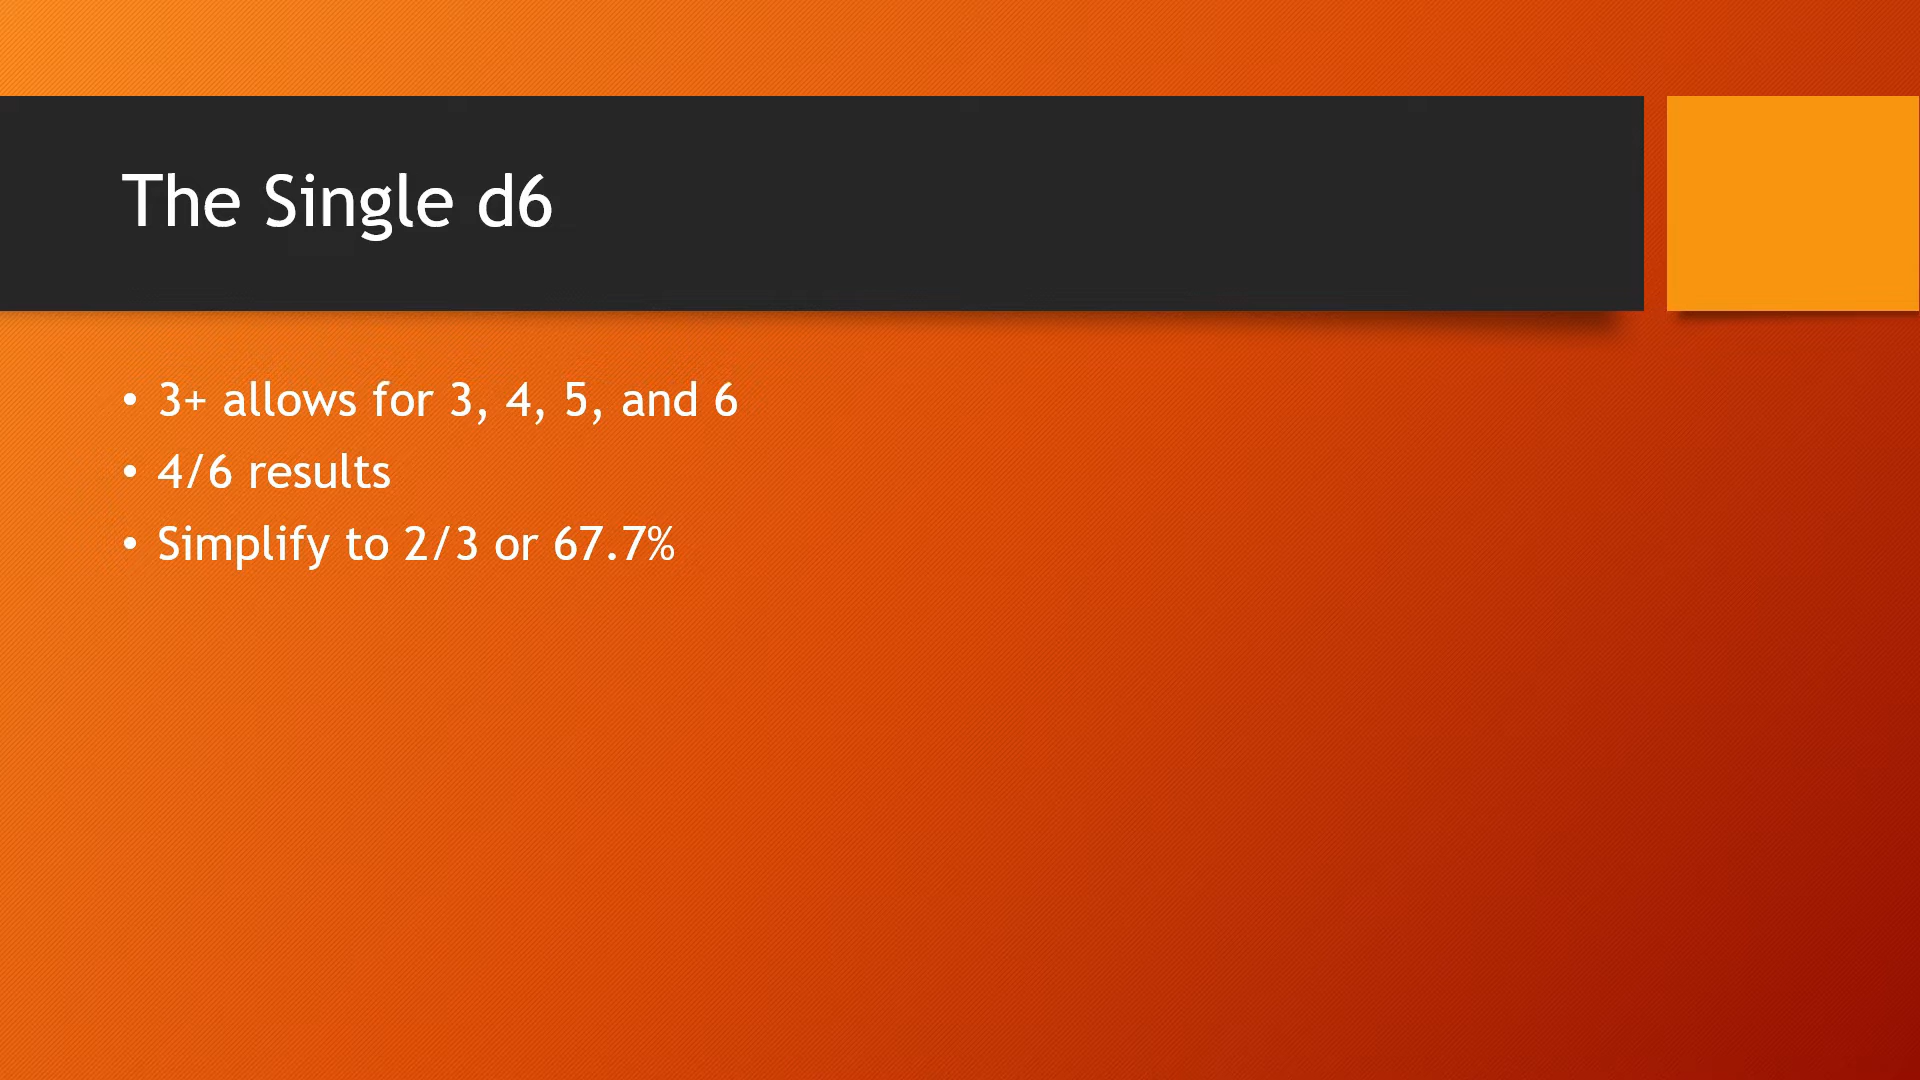 The Single d6
• 3+ allows for 3, 4, 5, and 6
• 4/6 results
• Simplify to 2/3 or 67.7%